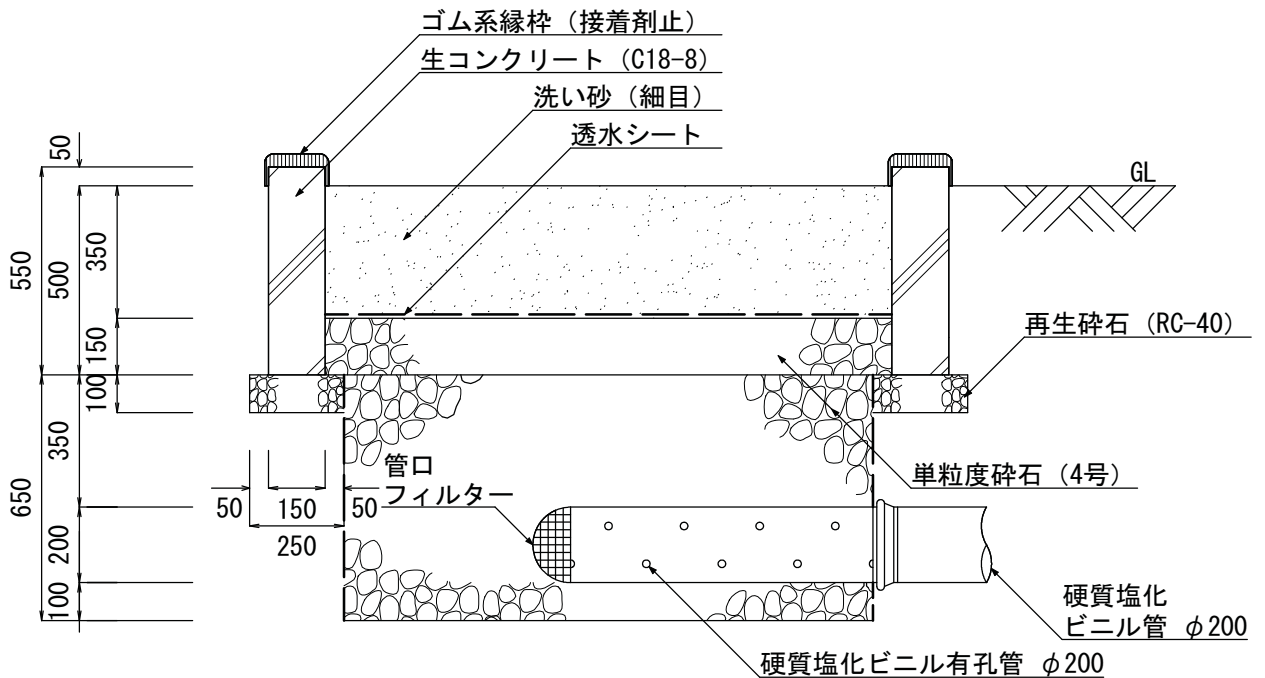 ゴム系縁枠（接着剤止）
生コンクリート（C18-8）
洗い砂（細目）
透水シート
GL
50
550
500
350
150
100
再生砕石（RC-40）
350
650
200
100
50
150
50
250
管口
フィルター
単粒度砕石（4号）
硬質塩化
ビニル管 φ200
硬質塩化ビニル有孔管 φ200